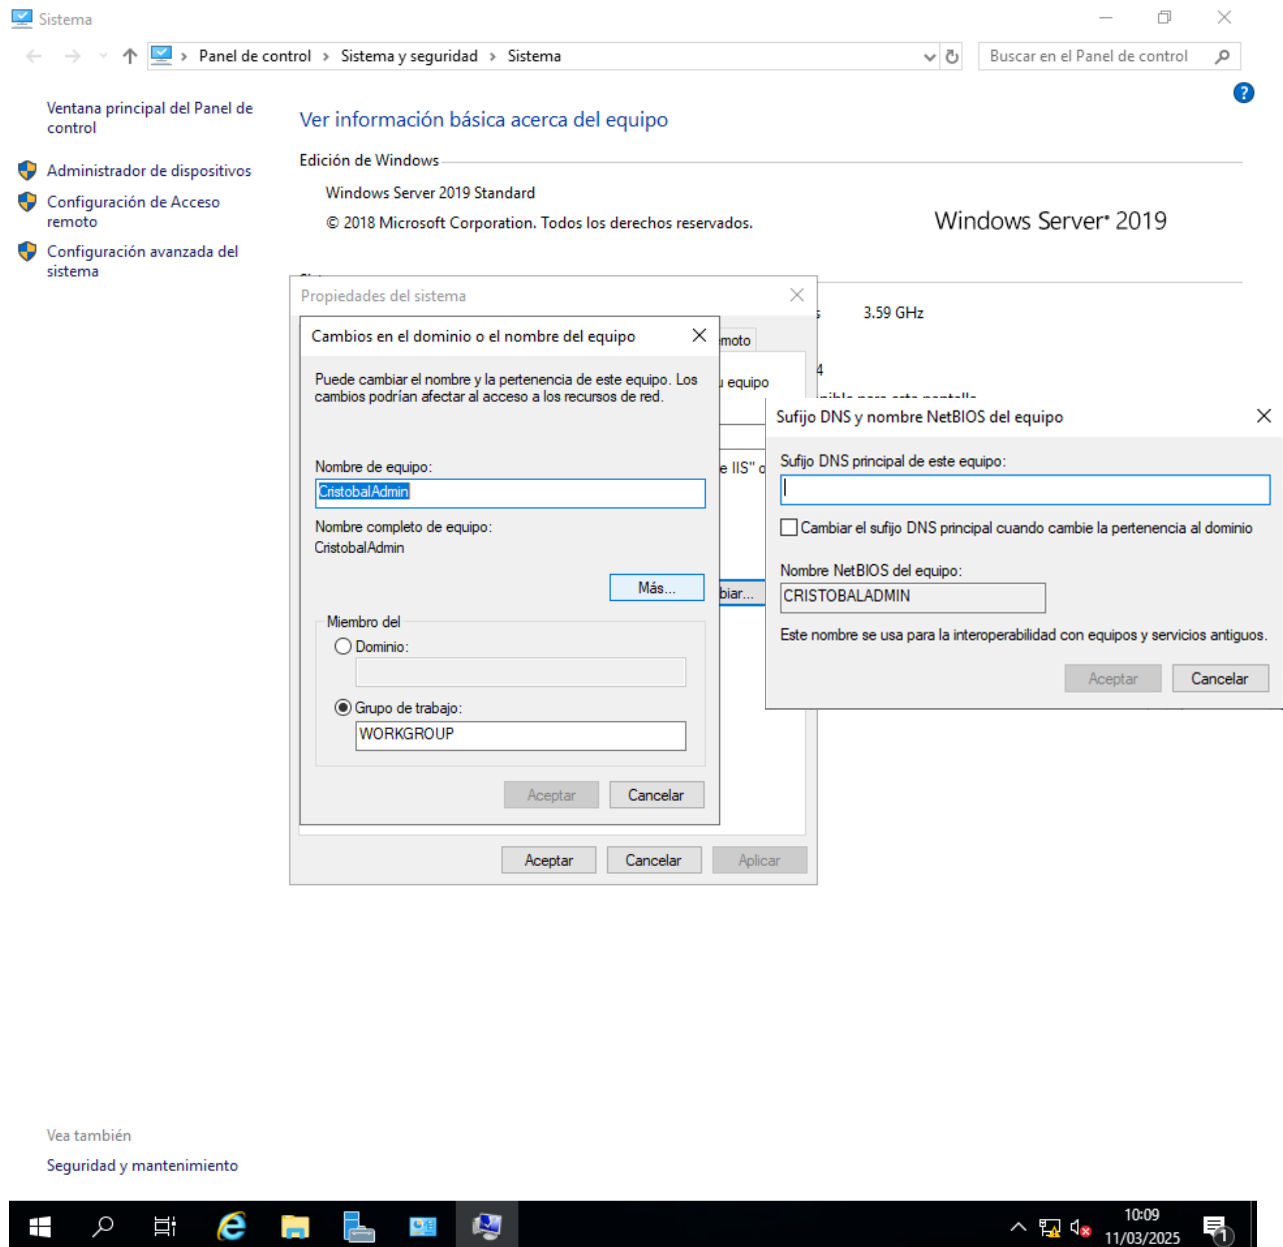 Sistema
Panel de control > Sistema y seguridad > Sistema
Buscar en el Panel de control
Ventana principal del Panel de
control
Administrador de dispositivos
Configuración de Acceso
remoto
Configuración avanzada del
sistema
Ver información básica acerca del equipo
Edición de Windows
Windows Server 2019 Standard
© 2018 Microsoft Corporation. Todos los derechos reservados.
Windows Server 2019
3.59 GHz
Propiedades del sistema
emoto
u equipo
e IIS" o
biar...
Cambios en el dominio o el nombre del equipo
Puede cambiar el nombre y la pertenencia de este equipo. Los
cambios podrían afectar al acceso a los recursos de red.
Nombre de equipo:
CristobalAdmin
Nombre completo de equipo:
CristobalAdmin
Más...
Miembro del
Dominio:
Grupo de trabajo:
WORKGROUP
Aceptar
Cancelar
Aceptar
Cancelar
Aplicar
Sufijo DNS y nombre NetBIOS del equipo
Sufijo DNS principal de este equipo:
Cambiar el sufijo DNS principal cuando cambie la pertenencia al dominio
Nombre NetBIOS del equipo:
CRISTOBALADMIN
Este nombre se usa para la interoperabilidad con equipos y servicios antiguos.
Aceptar
Cancelar
Vea también
Seguridad y mantenimiento
10:09
11/03/2025
1